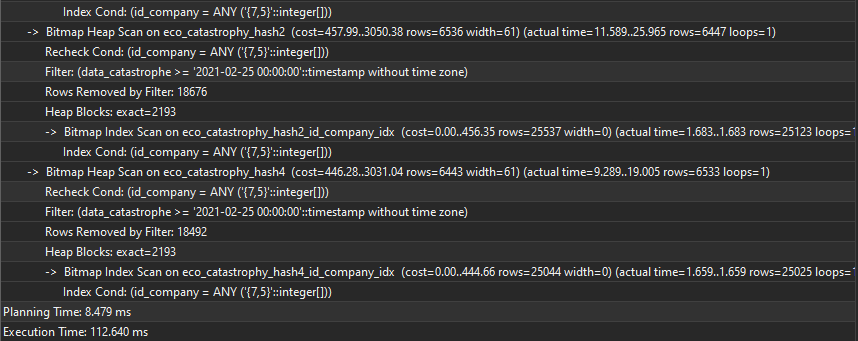 Index Cond: (id_company = ANY ('{7,5}'::integer[]))
-> Bitmap Heap Scan on eco_catastrophy_hash2 (cost=457.99..3050.38 rows=6536 width=61) (actual time=11.589..25.965 rows=6447 loops=1)
Recheck Cond: (id_company = ANY ('{7,5}'::integer[]))
Filter: (data_catastrophe >= '2021-02-25 00:00:00'::timestamp without time zone)
Rows Removed by Filter: 18676
Heap Blocks: exact=2193
-> Bitmap Index Scan on eco_catastrophy_hash2_id_company_idx (cost=0.00..456.35 rows=25537 width=0) (actual time=1.683..1.683 rows=25123 loops=
Index Cond: (id_company = ANY ('{7,5}'::integer[]))
-> Bitmap Heap Scan on eco_catastrophy_hash4 (cost=446.28..3031.04 rows=6443 width=61) (actual time=9.289..19.005 rows=6533 loops=1)
Recheck Cond: (id_company = ANY ('{7,5}'::integer[]))
Filter: (data_catastrophe >= '2021-02-25 00:00:00'::timestamp without time zone)
Rows Removed by Filter: 18492
Heap Blocks: exact=2193
-> Bitmap Index Scan on eco_catastrophy_hash4_id_company_idx (cost=0.00..444.66 rows=25044 width=0) (actual time=1.659..1.659 rows=25025 loops=
Index Cond: (id_company = ANY ('{7,5}'::integer[]))
Planning Time: 8.479 ms
Execution Time: 112.640 ms